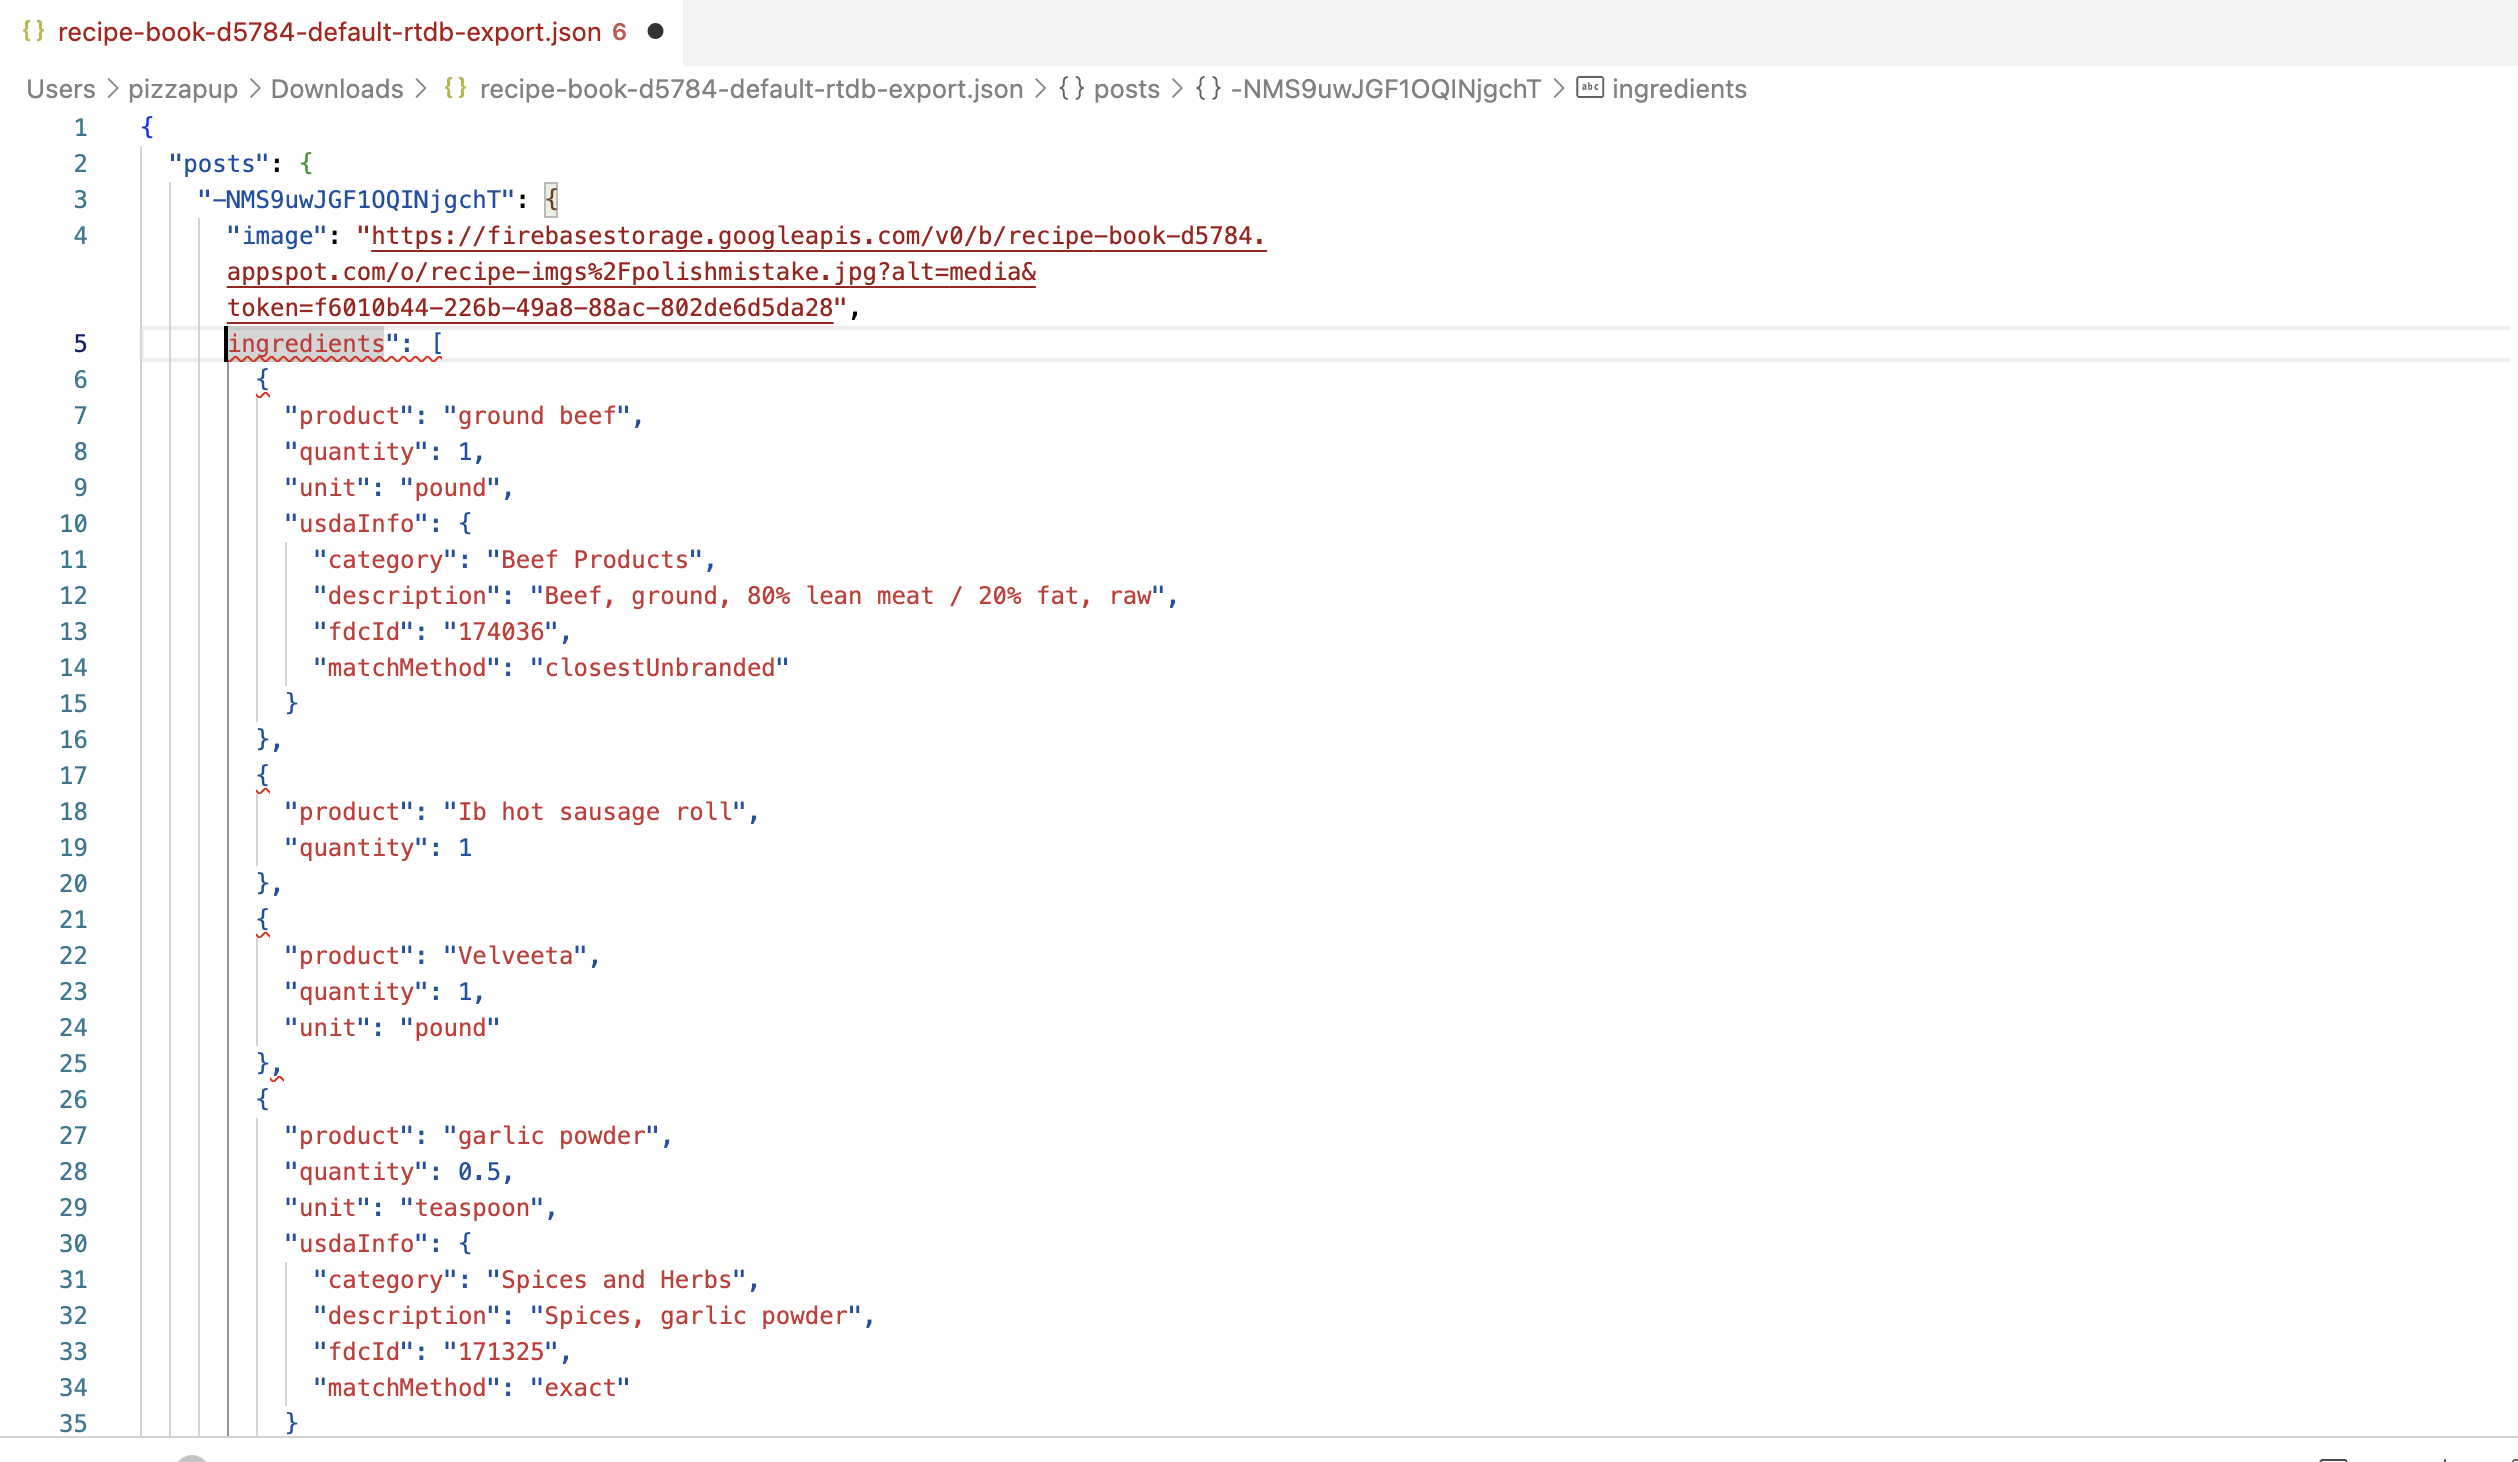 {} recipe-book-d5784-default-rtdb-export.json 6 ●
Users > pizzapup > Downloads > {} recipe-book-d5784-default-rtdb-export.json > {} posts > {} -NMS9uwJGF1OQINjgchT > abc ingredients
1 {
2 "posts": {
3 "-NMS9uwJGF1OQINjgchT": {
4 "image": "https://firebasestorage.googleapis.com/v0/b/recipe-book-d5784.
appspot.com/o/recipe-imgs%2Fpolishmistake.jpg?alt=media&
token=f6010b44-226b-49a8-88ac-802de6d5da28",
5 ingredients": [
6 {
7 "product": "ground beef",
8 "quantity": 1,
9 "unit": "pound",
10 "usdaInfo": {
11 "category": "Beef Products",
12 "description": "Beef, ground, 80% lean meat / 20% fat, raw",
13 "fdcId": "174036",
14 "matchMethod": "closestUnbranded"
15 }
16 },
17 {
18 "product": "Ib hot sausage roll",
19 "quantity": 1
20 },
21 {
22 "product": "Velveeta",
23 "quantity": 1,
24 "unit": "pound"
25 },
26 {
27 "product": "garlic powder",
28 "quantity": 0.5,
29 "unit": "teaspoon",
30 "usdaInfo": {
31 "category": "Spices and Herbs",
32 "description": "Spices, garlic powder",
33 "fdcId": "171325",
34 "matchMethod": "exact"
35 }